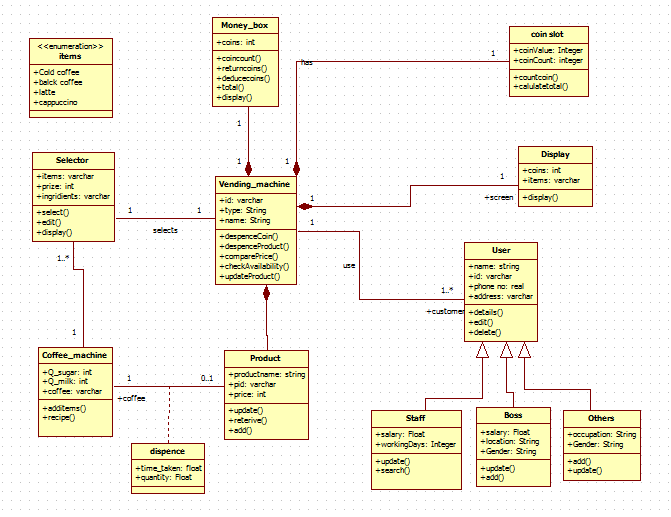 Money_box
+coins: int
+coincount()
+returncoins()
+deducecoins()
+total()
+display()
coin slot
+coinValue: Integer
+coinCount: integer
+countcoin()
+calulatetotal()
<<enumeration>>
items
+Cold coffee
+balck coffee
+latte
+cappuccino
has
1
1
1
1
Selector
+items: varchar
+prize: int
+ingridients: varchar
+select()
+edit()
+display()
Vending_machine
+id: varchar
+type: String
+name: String
+despenceCoin()
+despenceProduct()
+comparePrice()
+checkAvailability()
+updateProduct()
Display
+coins: int
+items: varchar
+display()
1
1
+screen
1
1
selects
1
use
1..*
+customer
User
+name: string
+id: varchar
+phone no: real
+address: varchar
+details()
+edit()
+delete()
1..*
1
Coffee_machine
+Q_sugar: int
+Q_milk: int
+coffee: varchar
+additems()
+recipe()
1
+coffee
0..1
Product
+productname: string
+pid: varchar
+price: int
+update()
+reterive()
+add()
dispence
+time_taken: float
+quantity: Float
Staff
+salary: Float
+workingDays: Integer
+update()
+search()
Boss
+salary: Float
+location: String
+Gender: String
+update()
+add()
Others
+occupation: String
+Gender: String
+add()
+update()